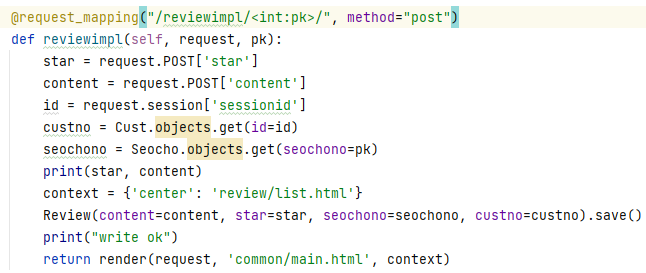 @request_mapping("/reviewimpl/<int:pk>/", method="post")
def reviewimpl(self, request, pk):
    star = request.POST['star']
    content = request.POST['content']
    id = request.session['sessionid']
    custno = Cust.objects.get(id=id)
    seochono = Seocho.objects.get(seochono=pk)
    print(star, content)
    context = {'center': 'review/list.html'}
    Review(content=content, star=star, seochono=seochono, custno=custno).save()
    print("write ok")
    return render(request, 'common/main.html', context)